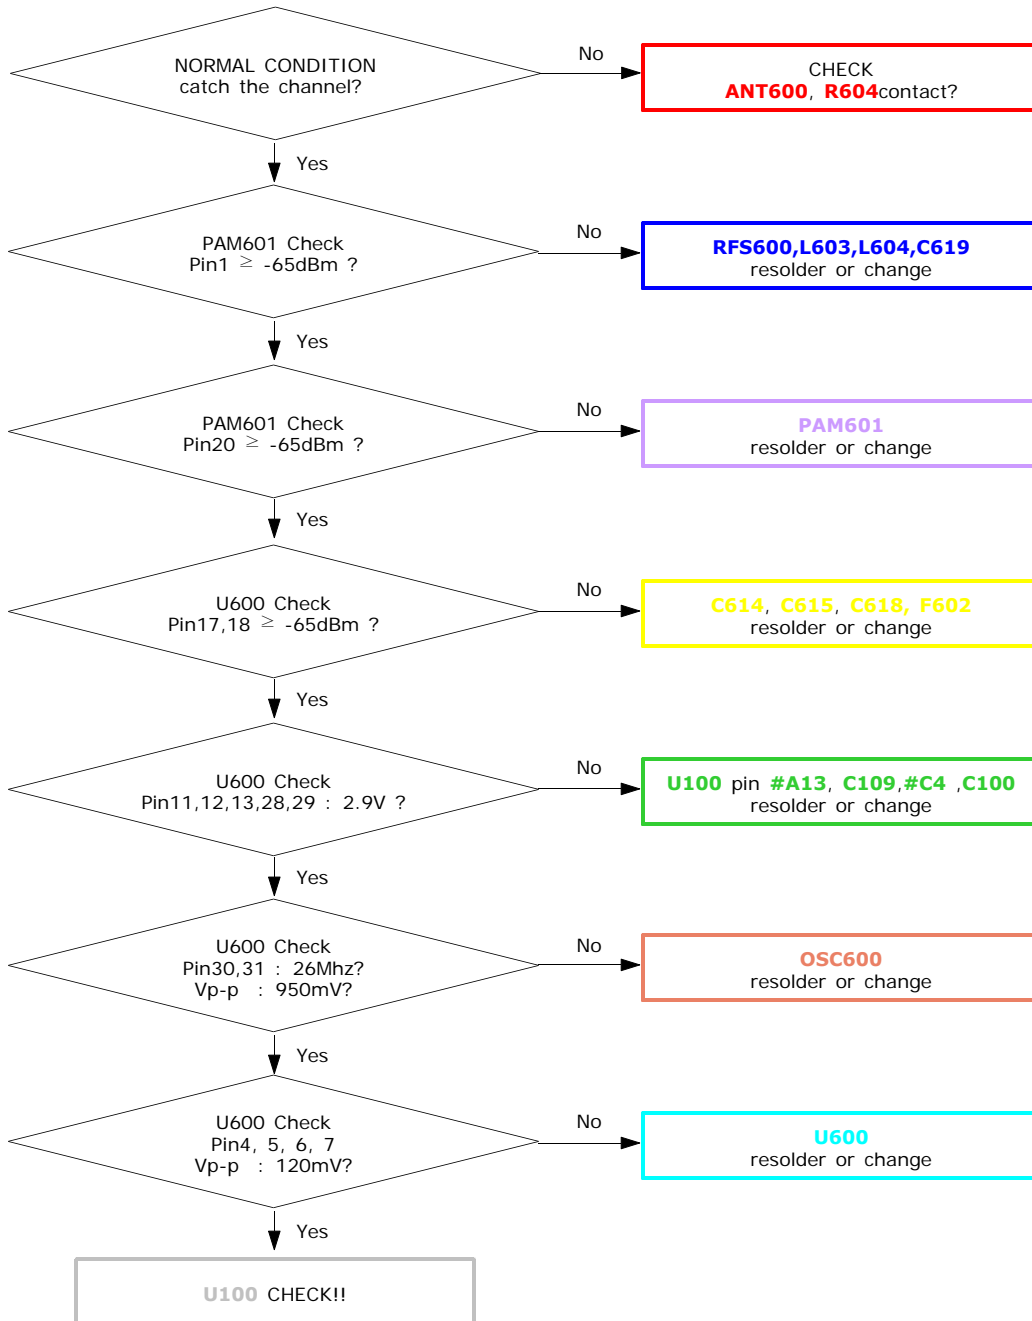 NORMAL CONDITION
catch the channel?
No
CHECK
ANT600, R604contact?
Yes
PAM601 Check
Pin1 ≥ -65dBm ?
No
RFS600,L603,L604,C619
resolder or change
Yes
PAM601 Check
Pin20 ≥ -65dBm ?
No
PAM601
resolder or change
Yes
U600 Check
Pin17,18 ≥ -65dBm ?
No
C614, C615, C618, F602
resolder or change
Yes
U600 Check
Pin11,12,13,28,29 : 2.9V ?
No
U100 pin #A13, C109,#C4 ,C100
resolder or change
Yes
U600 Check
Pin30,31 : 26Mhz?
Vp-p : 950mV?
No
OSC600
resolder or change
Yes
U600 Check
Pin4, 5, 6, 7
Vp-p : 120mV?
No
U600
resolder or change
Yes
U100 CHECK!!